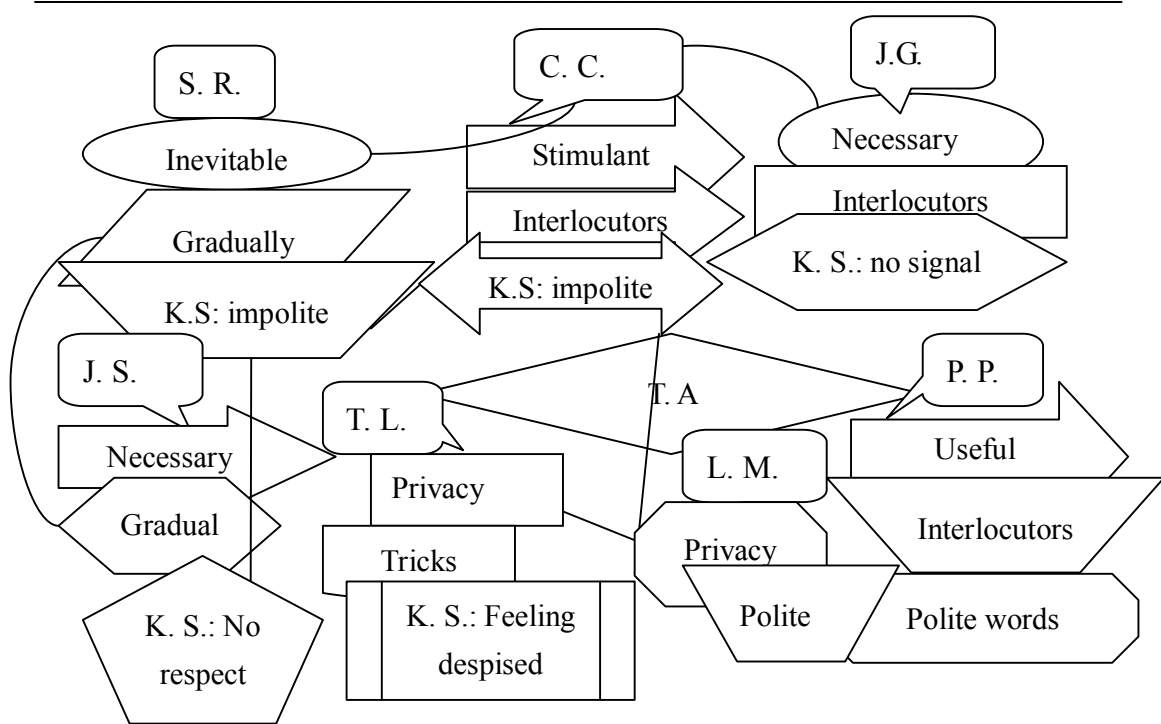 S. R.
C. C.
J.G.
Inevitable
Stimulant
Necessary
Gradually
Interlocutors
Interlocutors
K.S: impolite
K.S: impolite
K. S.: no signal
J. S.
T. L.
T. A
P. P.
Necessary
Privacy
L. M.
Useful
Gradual
Tricks
Privacy
Interlocutors
K. S.: No
respect
K. S.: Feeling
despised
Polite
Polite words